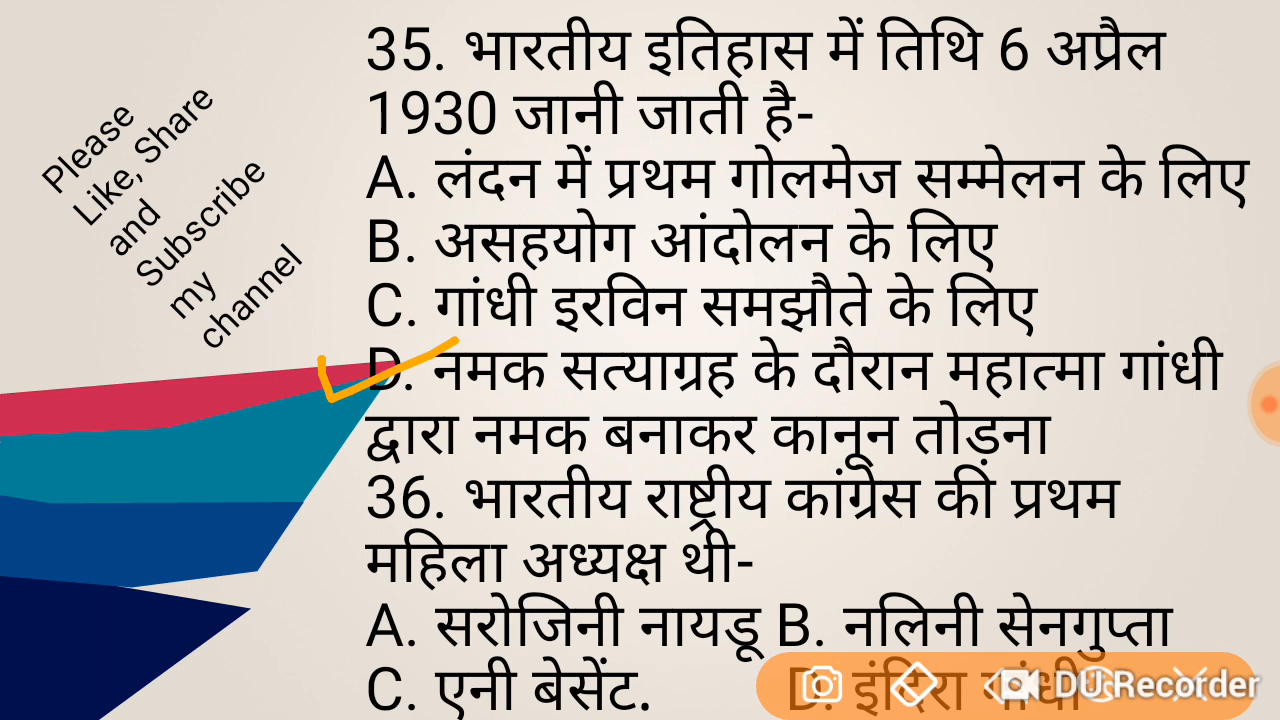 Please
Like, Share
and
Subscribe
my
channel
35. भारतीय इतिहास में तिथि 6 अप्रैल
1930 जानी जाती है-
A. लंदन में प्रथम गोलमेज सम्मेलन के लिए
B. असहयोग आंदोलन के लिए
C. गांधी इरविन समझौते के लिए
D. नमक सत्याग्रह के दौरान महात्मा गांधी
द्वारा नमक बनाकर कानून तोड़ना
36. भारतीय राष्ट्रीय कांग्रेस की प्रथम
महिला अध्यक्ष थी-
A. सरोजिनी नायडू B. नलिनी सेनगुप्ता
C. एनी बेसेंट. D. इंदिरा गांधी
DU Recorder